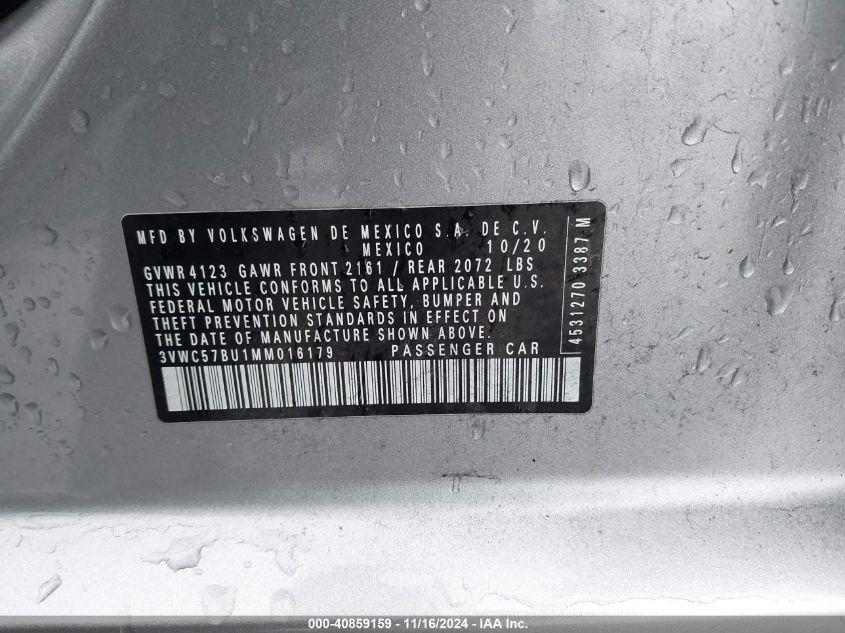 MFD BY VOLKSWAGEN DE MEXICO S.A. DE C.V.
MEXICO 10/20
GVWR 4123 GAWR FRONT 2161 / REAR 2072 LBS
THIS VEHICLE CONFORMS TO ALL APPLICABLE U.S.
FEDERAL MOTOR VEHICLE SAFETY, BUMPER AND
THEFT PREVENTION STANDARDS IN EFFECT ON
THE DATE OF MANUFACTURE SHOWN ABOVE.
3VWC57BU1MM016179 PASSENGER CAR
4531270 3387 M
000-40859159 - 11/16/2024 - IAA Inc.